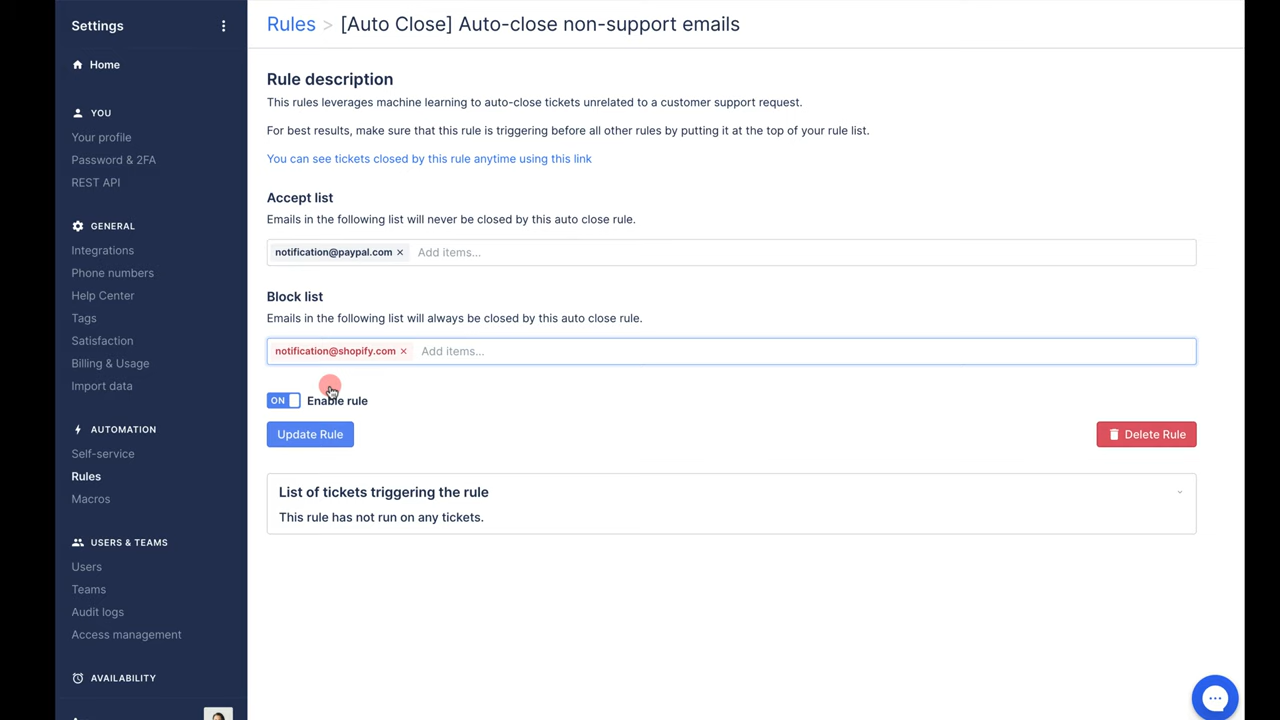 Settings
Home
YOU
Your profile
Password & 2FA
REST API
GENERAL
Integrations
Phone numbers
Help Center
Tags
Satisfaction
Billing & Usage
Import data
AUTOMATION
Self-service
Rules
Macros
USERS & TEAMS
Users
Teams
Audit logs
Access management
AVAILABILITY
Rules > [Auto Close] Auto-close non-support emails
Rule description
This rules leverages machine learning to auto-close tickets unrelated to a customer support request.
For best results, make sure that this rule is triggering before all other rules by putting it at the top of your rule list.
You can see tickets closed by this rule anytime using this link
Accept list
Emails in the following list will never be closed by this auto close rule.
notification@paypal.com × Add items...
Block list
Emails in the following list will always be closed by this auto close rule.
notification@shopify.com × Add items...
ON Enable rule
Update Rule Delete Rule
List of tickets triggering the rule
This rule has not run on any tickets.